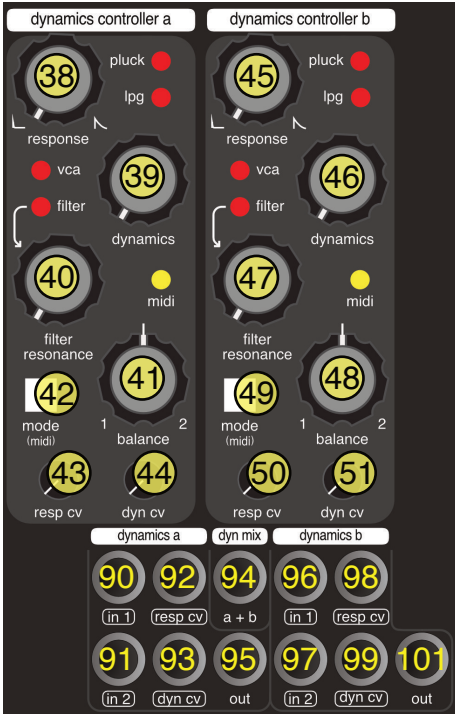 dynamics controller a
dynamics controller b
38
pluck
lpg
response
45
pluck
lpg
response
vca
39
filter
dynamics
vca
46
filter
dynamics
40
midi
filter
resonance
47
midi
filter
resonance
41
42
mode
(midi)
1
2
balance
48
49
mode
(midi)
1
2
balance
43
44
resp cv
dyn cv
50
51
resp cv
dyn cv
dynamics a
dyn mix
dynamics b
90
92
94
96
98
in 1
resp cv
a + b
in 1
resp cv
91
93
95
97
99
101
in 2
dyn cv
out
in 2
dyn cv
out